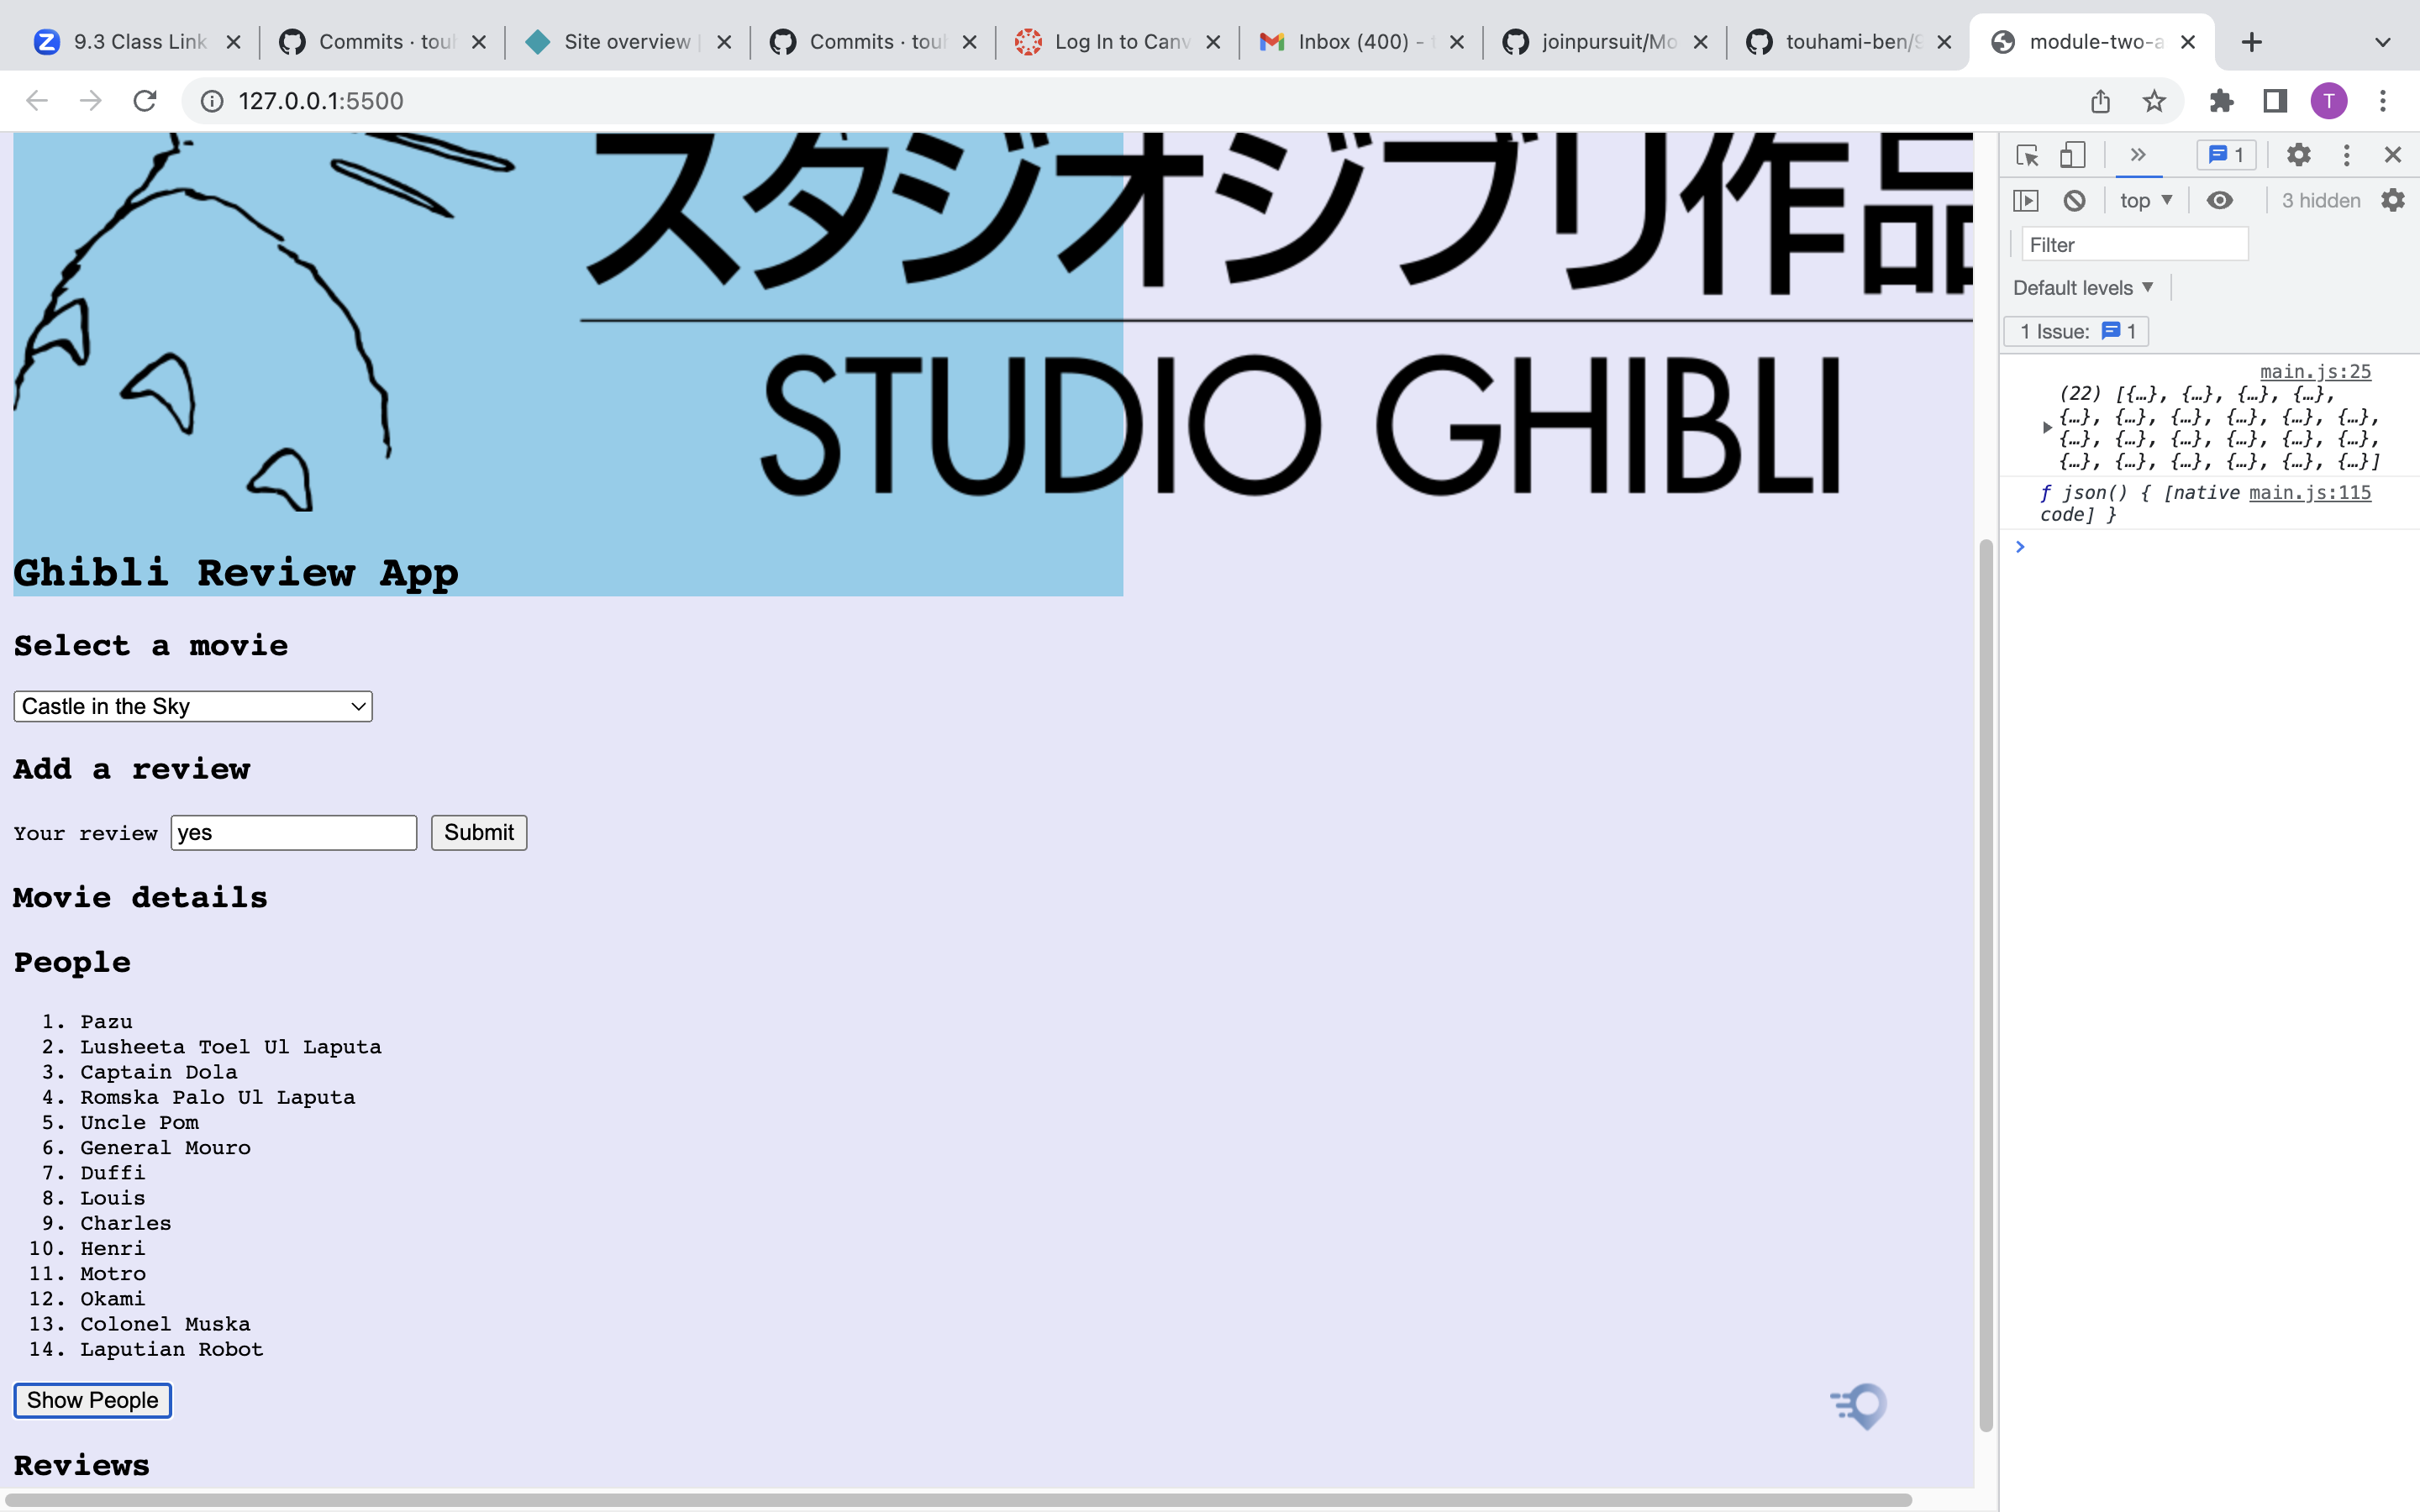 9.3 Class Link
Commits · tou
Site overview
Commits · tou
Log In to Canv
Inbox (400) -
joinpursuit/Mo
touhami-ben/9
module-two-a
127.0.0.1:5500
T
スタジオジブリ作品
STUDIO GHIBLI
Ghibli Review App
Select a movie
Castle in the Sky
Add a review
Your review yes Submit
Movie details
People
1. Pazu
2. Lusheeta Toel Ul Laputa
3. Captain Dola
4. Romska Palo Ul Laputa
5. Uncle Pom
6. General Mouro
7. Duffi
8. Louis
9. Charles
10. Henri
11. Motro
12. Okami
13. Colonel Muska
14. Laputian Robot
Show People
Reviews
1
top
3 hidden
Filter
Default levels
1 Issue: 1
main.js:25
(22) [{…}, {…}, {…}, {…},
{…}, {…}, {…}, {…}, {…}, {…},
{…}, {…}, {…}, {…}, {…}, {…},
{…}, {…}, {…}, {…}, {…}, {…}]
ƒ json() { [native main.js:115
code] }